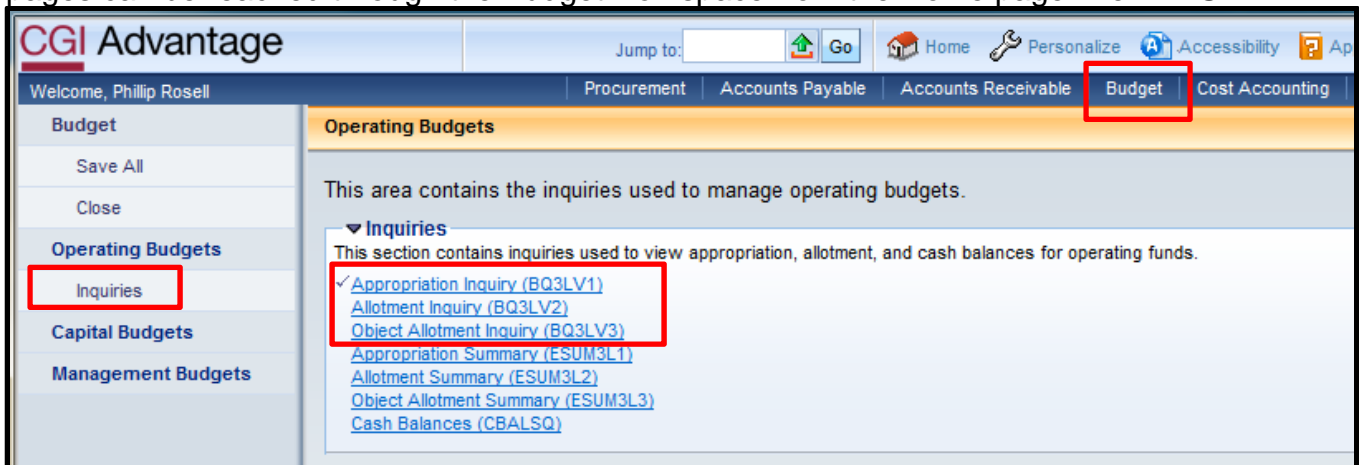 CGI Advantage
Jump to: Go Home Personalize Accessibility Ap
Welcome, Phillip Rosell
Procurement Accounts Payable Accounts Receivable Budget Cost Accounting
Budget
Save All
Close
Operating Budgets
Inquiries
Capital Budgets
Management Budgets
Operating Budgets
This area contains the inquiries used to manage operating budgets.
Inquiries
This section contains inquiries used to view appropriation, allotment, and cash balances for operating funds.
Appropriation Inquiry (BQ3LV1)
Allotment Inquiry (BQ3LV2)
Object Allotment Inquiry (BQ3LV3)
Appropriation Summary (ESUM3L1)
Allotment Summary (ESUM3L2)
Object Allotment Summary (ESUM3L3)
Cash Balances (CBALSQ)